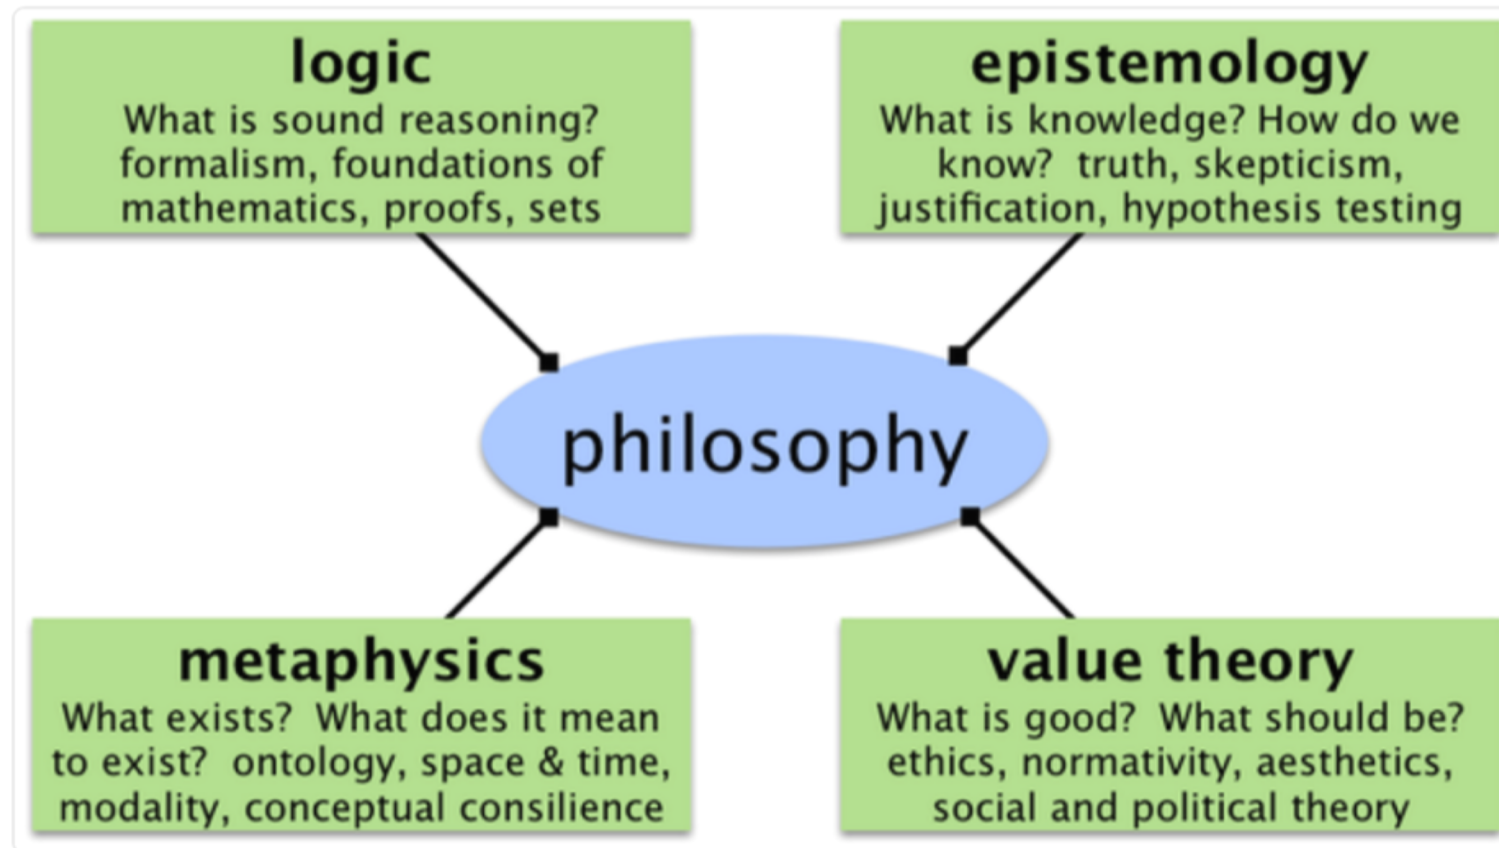 logic
What is sound reasoning?
formalism, foundations of
mathematics, proofs, sets
epistemology
What is knowledge? How do we
know?  truth, skepticism,
justification, hypothesis testing
philosophy
metaphysics
What exists?  What does it mean
to exist?  ontology, space & time,
modality, conceptual consilience
value theory
What is good?  What should be?
ethics, normativity, aesthetics,
social and political theory